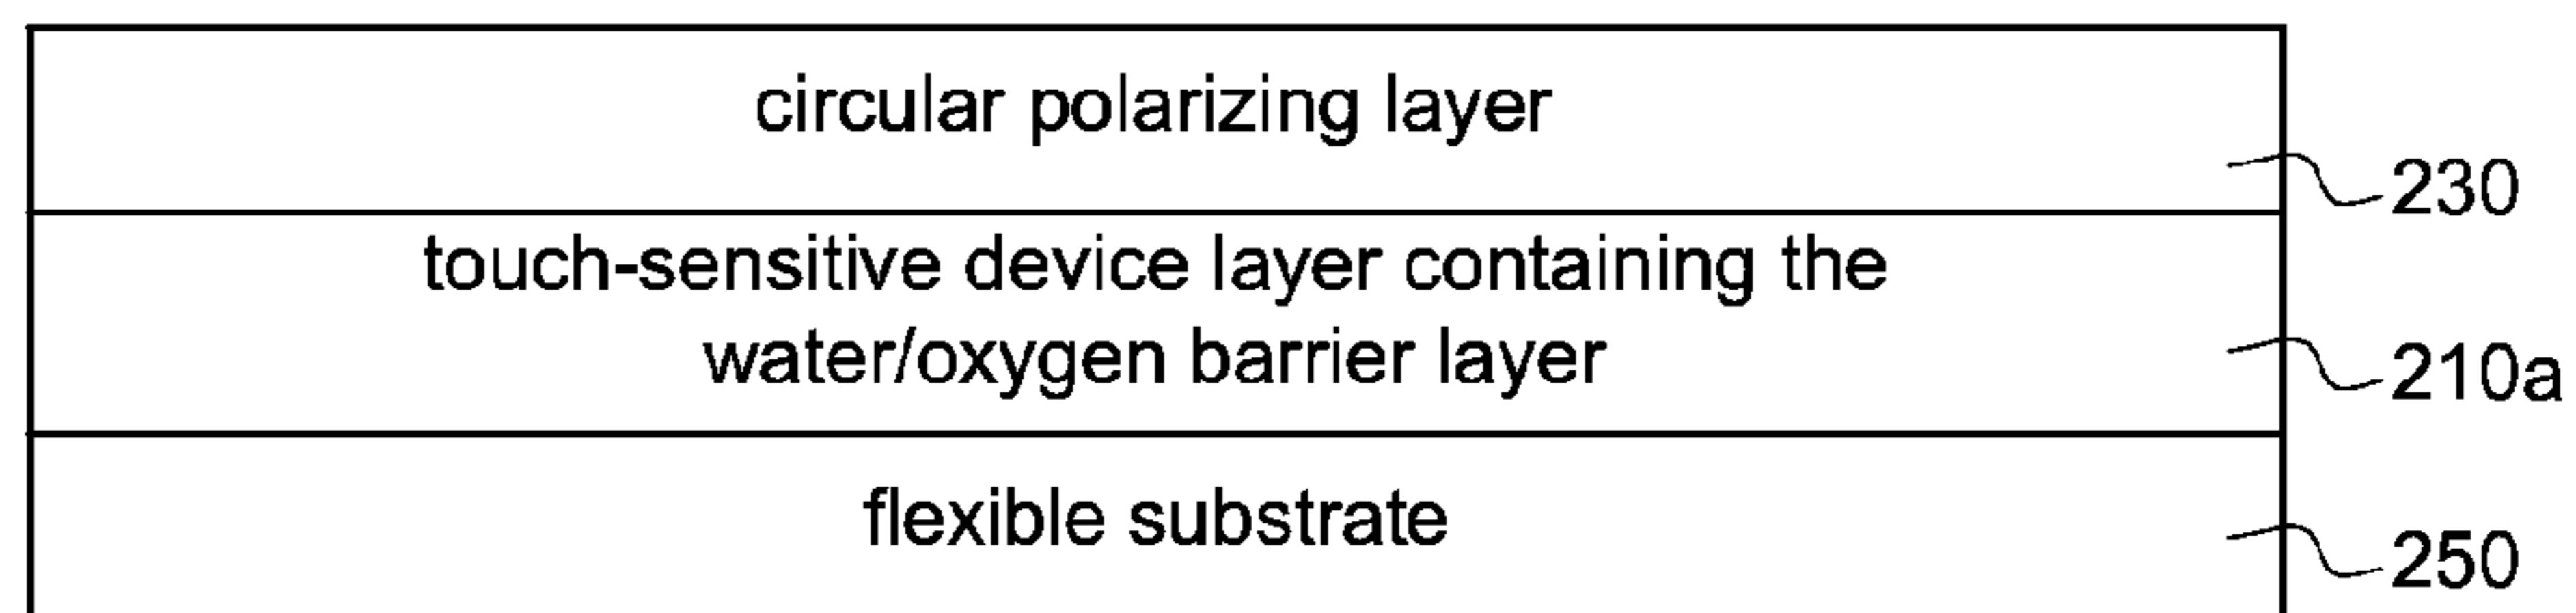 circular polarizing layer
230
touch-sensitive device layer containing the
water/oxygen barrier layer
210a
flexible substrate
250